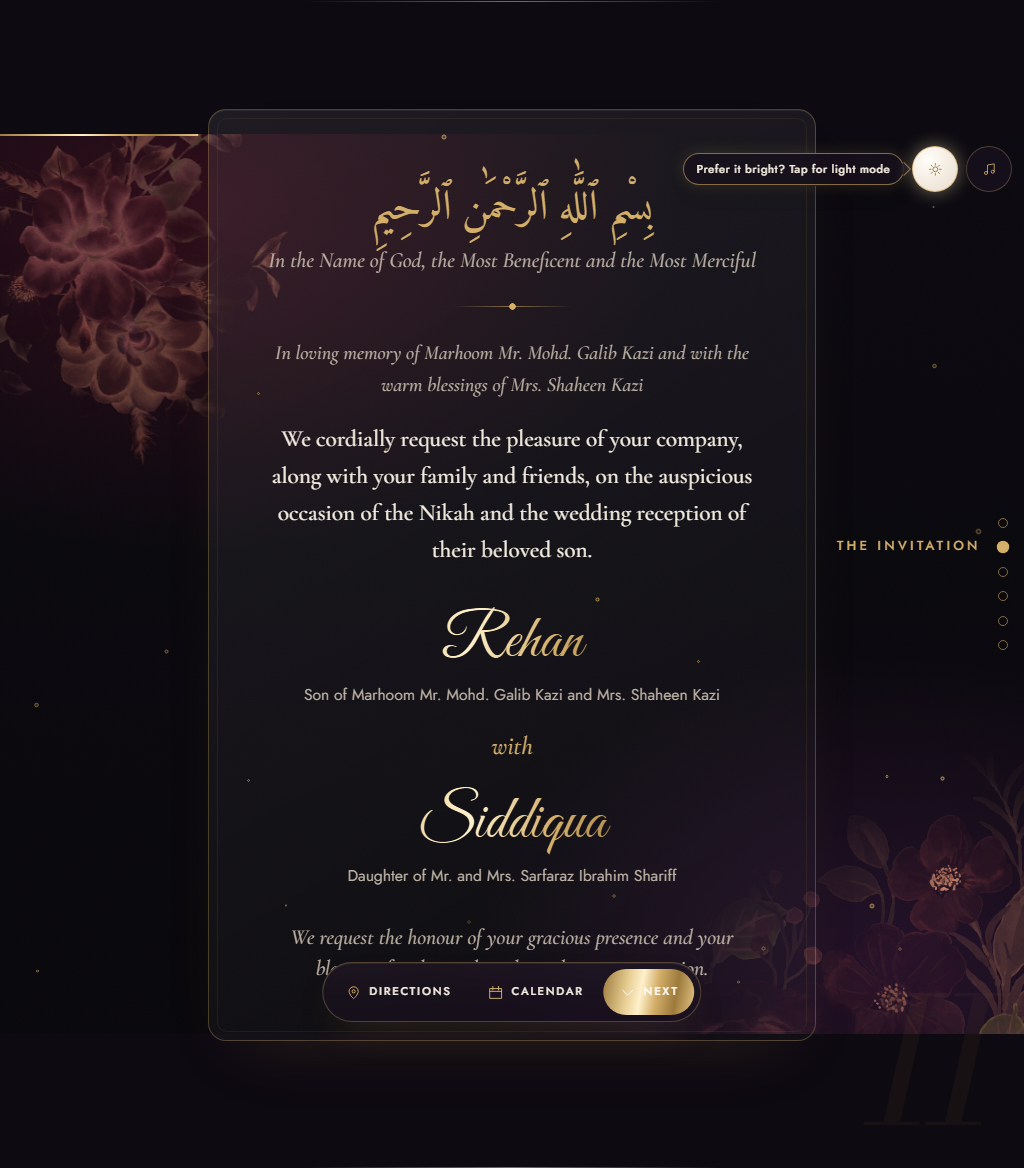 بِسْمِ ٱللَّهِ ٱلرَّحْمَٰنِ ٱلرَّحِيمِ
Prefer it bright? Tap for light mode
In the Name of God, the Most Beneficent and the Most Merciful
In loving memory of Marhoom Mr. Mohd. Galib Kazi and with the
warm blessings of Mrs. Shaheen Kazi
We cordially request the pleasure of your company,
along with your family and friends, on the auspicious
occasion of the Nikah and the wedding reception of
their beloved son.
THE INVITATION
Rehan
Son of Marhoom Mr. Mohd. Galib Kazi and Mrs. Shaheen Kazi
with
Siddiqua
Daughter of Mr. and Mrs. Sarfaraz Ibrahim Shariff
We request the honour of your gracious presence and your
DIRECTIONS
CALENDAR
NEXT
II